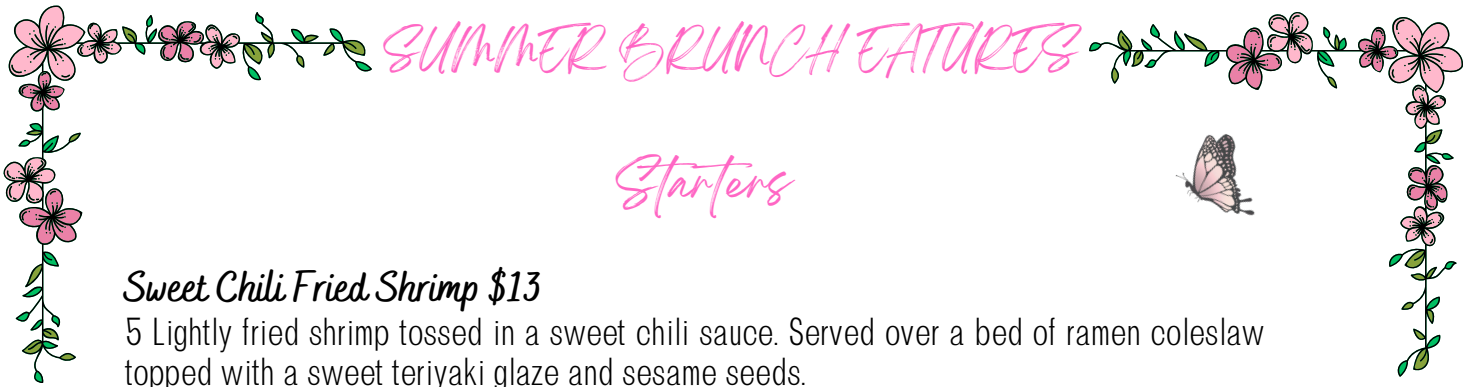 SUMMER BRUNCH EATURES
Starters
Sweet Chili Fried Shrimp $13
5 Lightly fried shrimp tossed in a sweet chili sauce. Served over a bed of ramen coleslaw
topped with a sweet teriyaki glaze and sesame seeds.